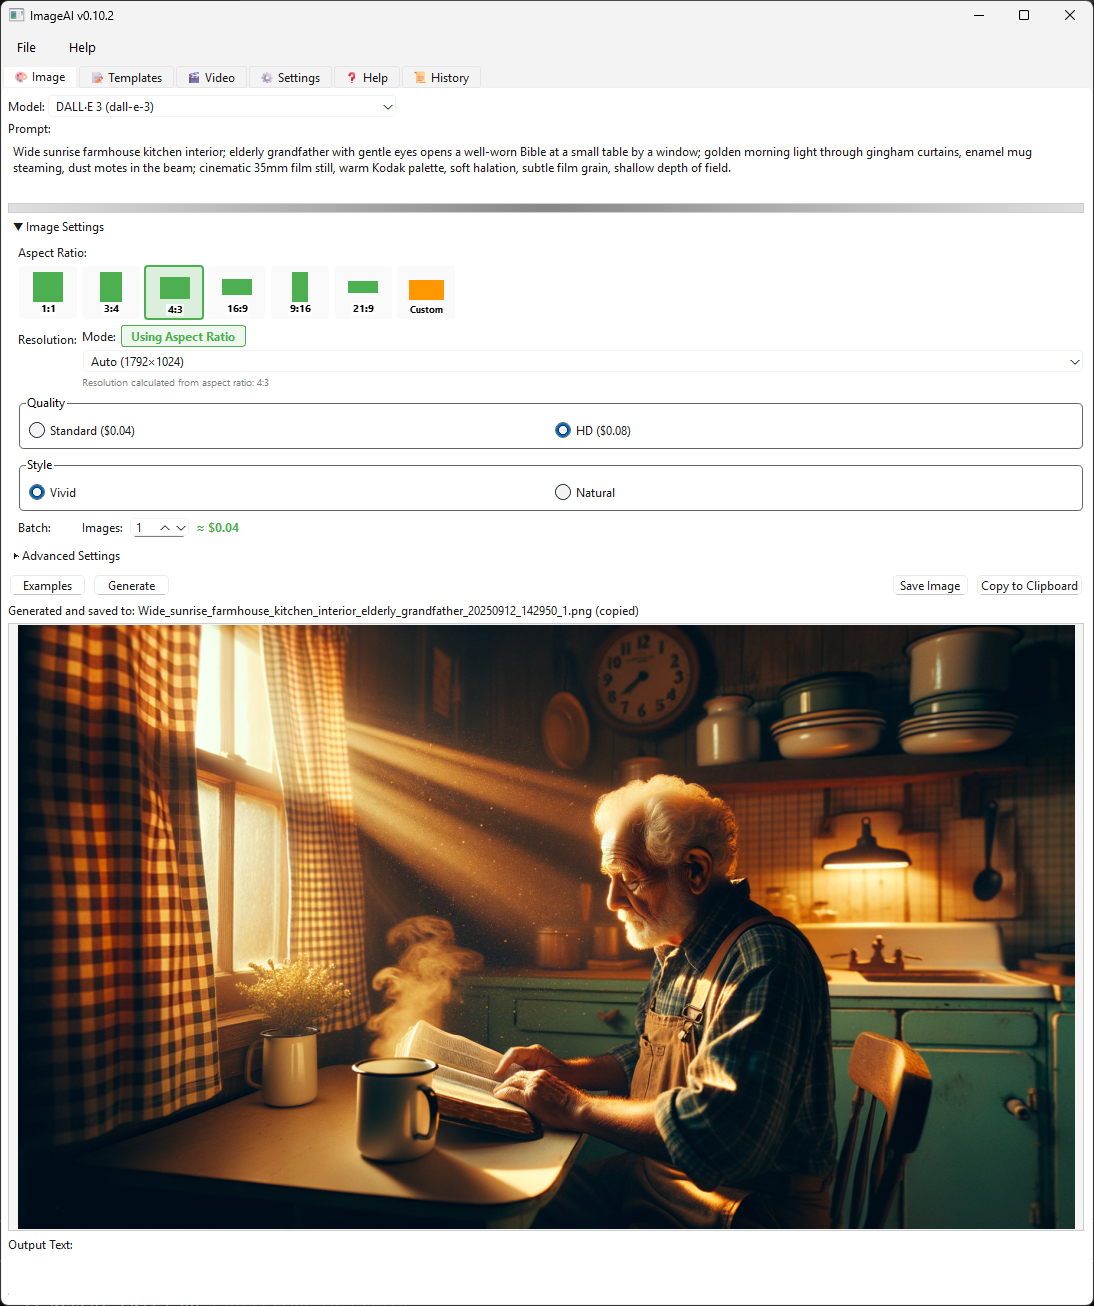 ImageAI v0.10.2
File Help
Image Templates Video Settings ? Help History
Model: DALL·E 3 (dall-e-3)
Prompt:
Wide sunrise farmhouse kitchen interior; elderly grandfather with gentle eyes opens a well-worn Bible at a small table by a window; golden morning light through gingham curtains, enamel mug
steaming, dust motes in the beam; cinematic 35mm film still, warm Kodak palette, soft halation, subtle film grain, shallow depth of field.
▼ Image Settings
Aspect Ratio:
1:1 3:4 4:3 16:9 9:16 21:9 Custom
Resolution: Mode: Using Aspect Ratio
Auto (1792×1024)
Resolution calculated from aspect ratio: 4:3
Quality
Standard ($0.04) HD ($0.08)
Style
Vivid Natural
Batch: Images: 1 ≈ $0.04
▸ Advanced Settings
Examples Generate Save Image Copy to Clipboard
Generated and saved to: Wide_sunrise_farmhouse_kitchen_interior_elderly_grandfather_20250912_142950_1.png (copied)
Output Text: